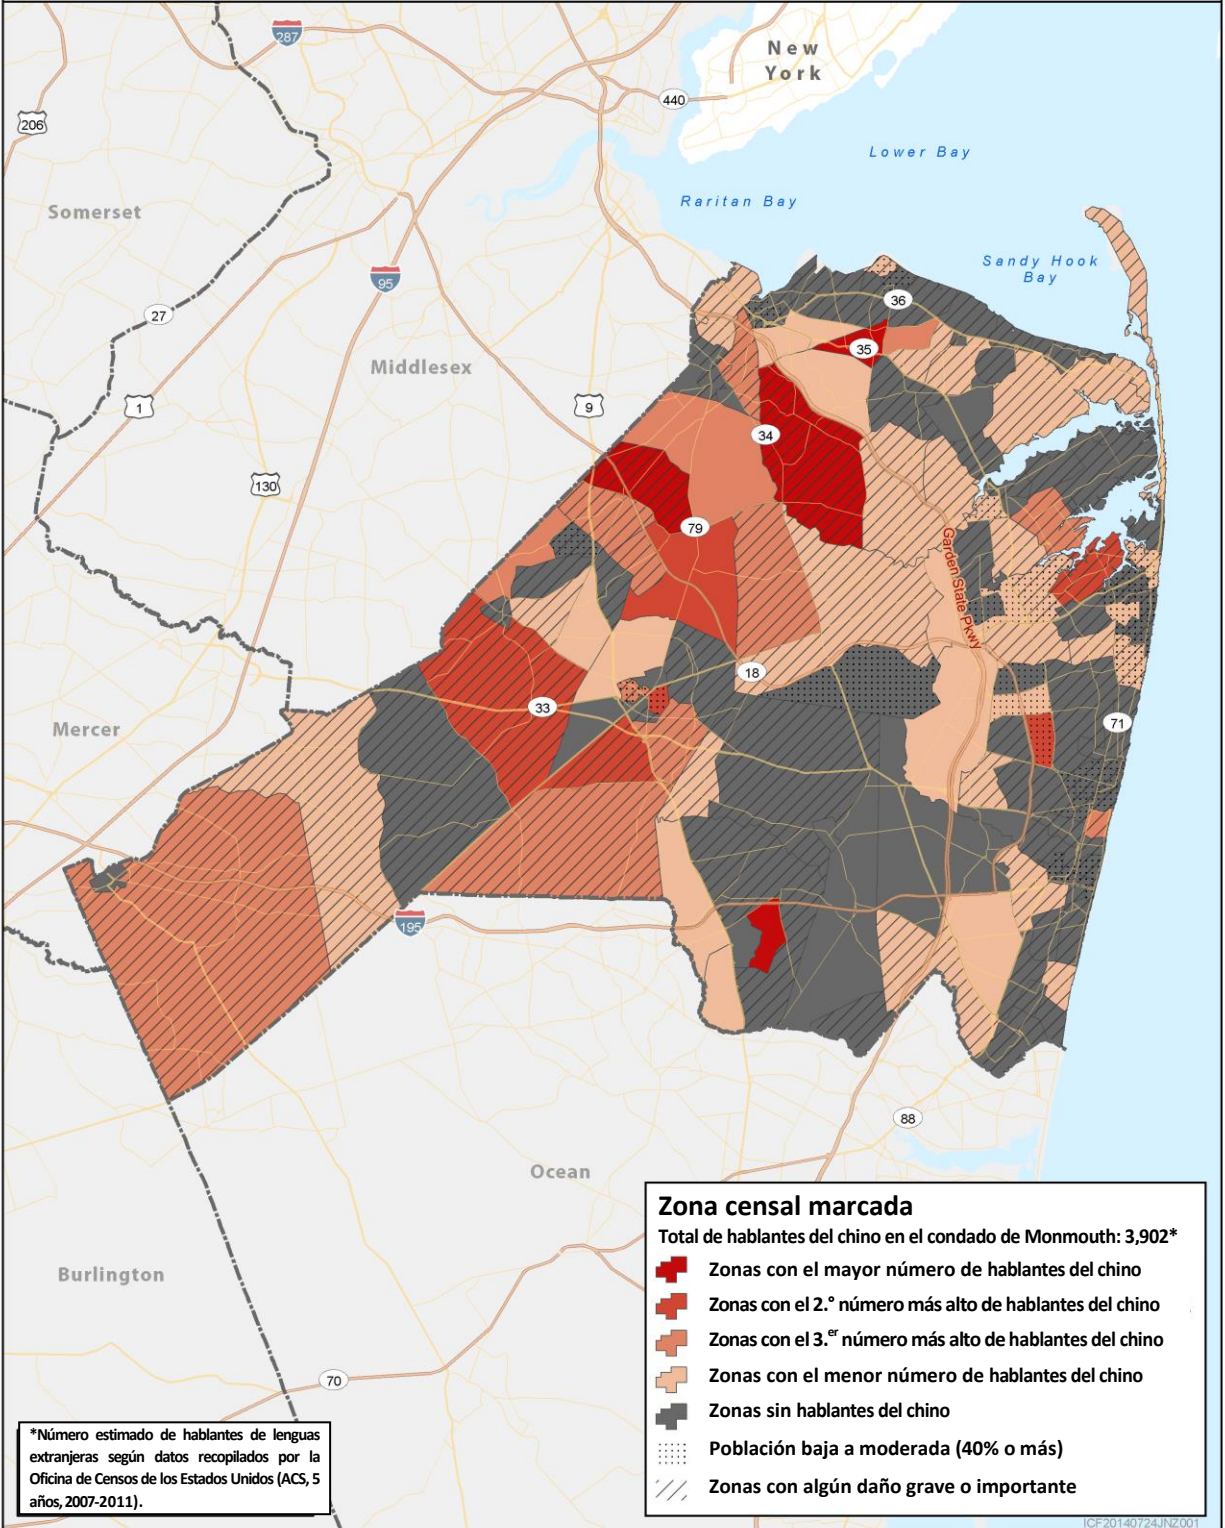 287
New
York
440
206
Lower Bay
Raritan Bay
Somerset
Sandy Hook
Bay
95
36
27
35
Middlesex
1
9
34
130
79
Garden State Pkwy
18
33
71
Mercer
195
88
Ocean
Burlington
70
Zona censal marcada
Total de hablantes del chino en el condado de Monmouth: 3,902*
Zonas con el mayor número de hablantes del chino
Zonas con el 2.° número más alto de hablantes del chino
Zonas con el 3.er número más alto de hablantes del chino
Zonas con el menor número de hablantes del chino
Zonas sin hablantes del chino
Población baja a moderada (40% o más)
Zonas con algún daño grave o importante
*Número estimado de hablantes de lenguas
extranjeras según datos recopilados por la
Oficina de Censos de los Estados Unidos (ACS, 5
años, 2007-2011).
ICF20140724JNZ001